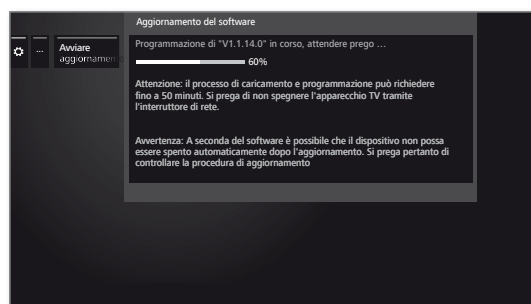 Aggiornamento del software
...
Avviare
aggiornamen
Programmazione di "V1.1.14.0" in corso, attendere prego …
60%
Attenzione: il processo di caricamento e programmazione può richiedere
fino a 50 minuti. Si prega di non spegnere l'apparecchio TV tramite
l'interruttore di rete.
Avvertenza: A seconda del software è possibile che il dispositivo non possa
essere spento automaticamente dopo l'aggiornamento. Si prega pertanto di
controllare la procedura di aggiornamento